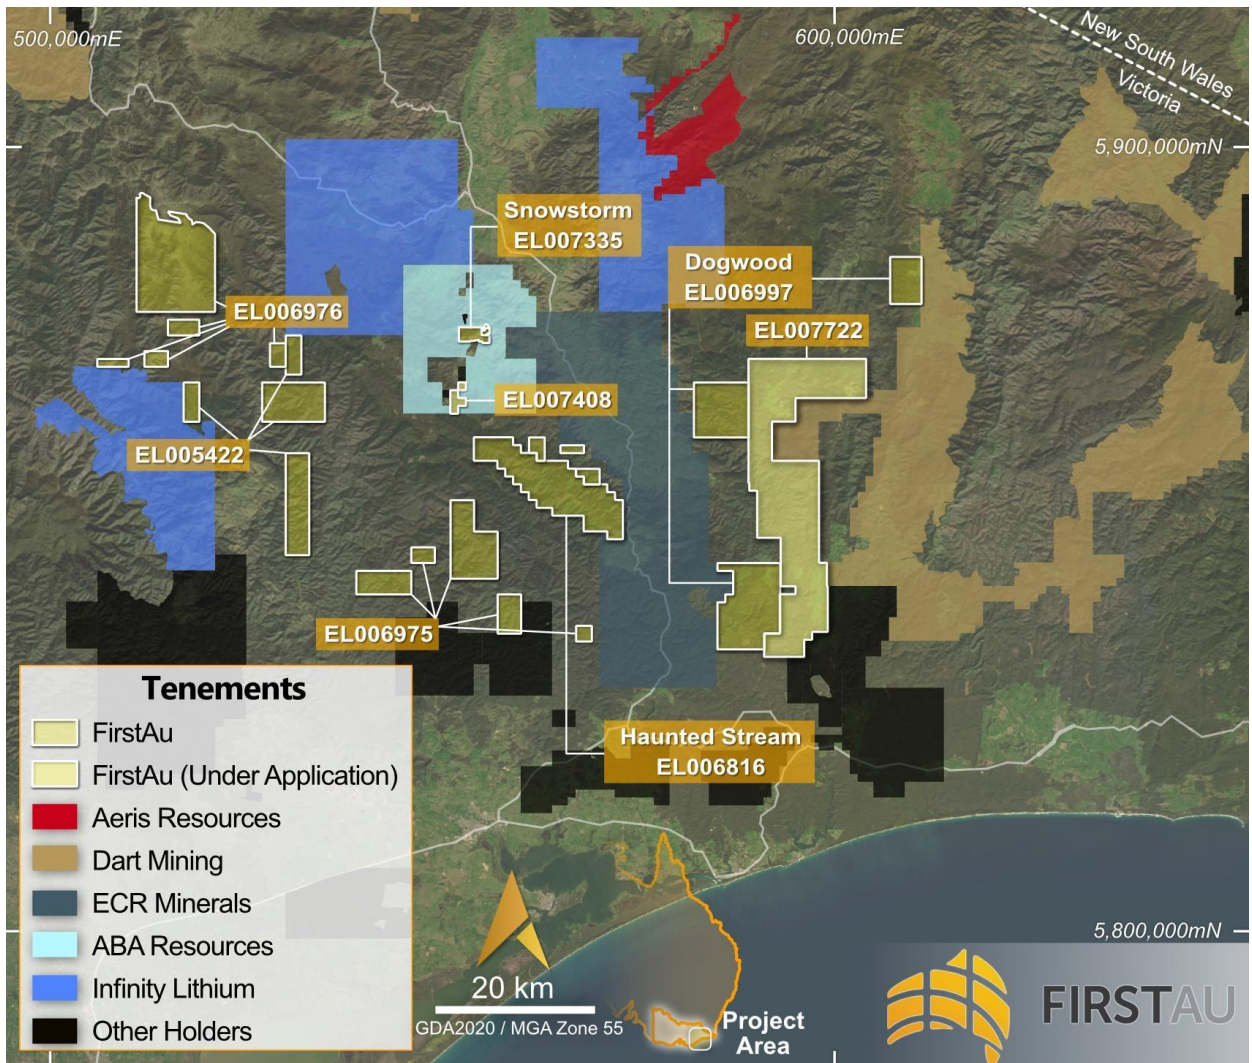 500,000mE
600,000mE
New South Wales
Victoria
5,900,000mN
Snowstorm
EL007335
Dogwood
EL006997
EL006976
EL007722
EL007408
EL005422
EL006975
Haunted Stream
EL006816
Tenements
FirstAu
FirstAu (Under Application)
Aeris Resources
Dart Mining
ECR Minerals
ABA Resources
Infinity Lithium
Other Holders
20 km
GDA2020 / MGA Zone 55
Project
Area
5,800,000mN
FIRSTAU